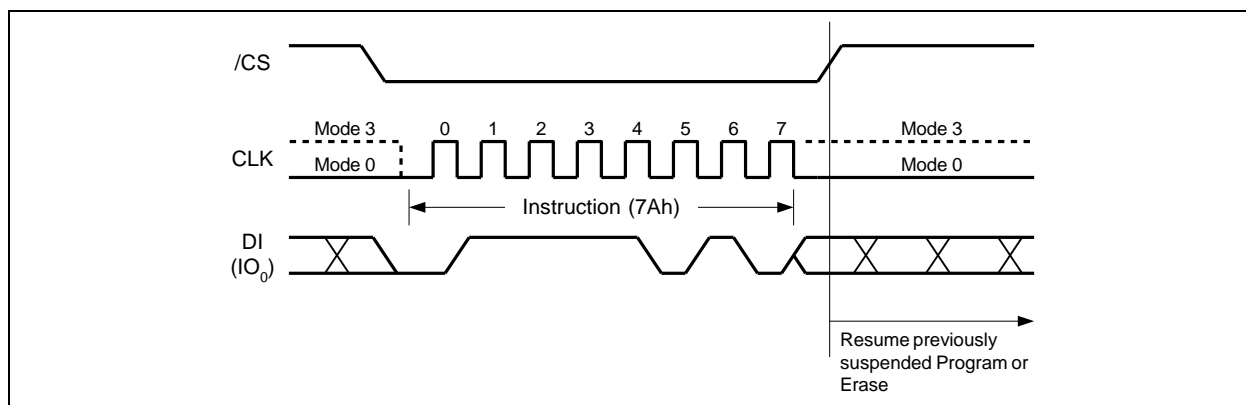 /CS
Mode 3 0 1 2 3 4 5 6 7 Mode 3
CLK
Mode 0 Mode 0
Instruction (7Ah)
DI
(IO0)
Resume previously
suspended Program or
Erase